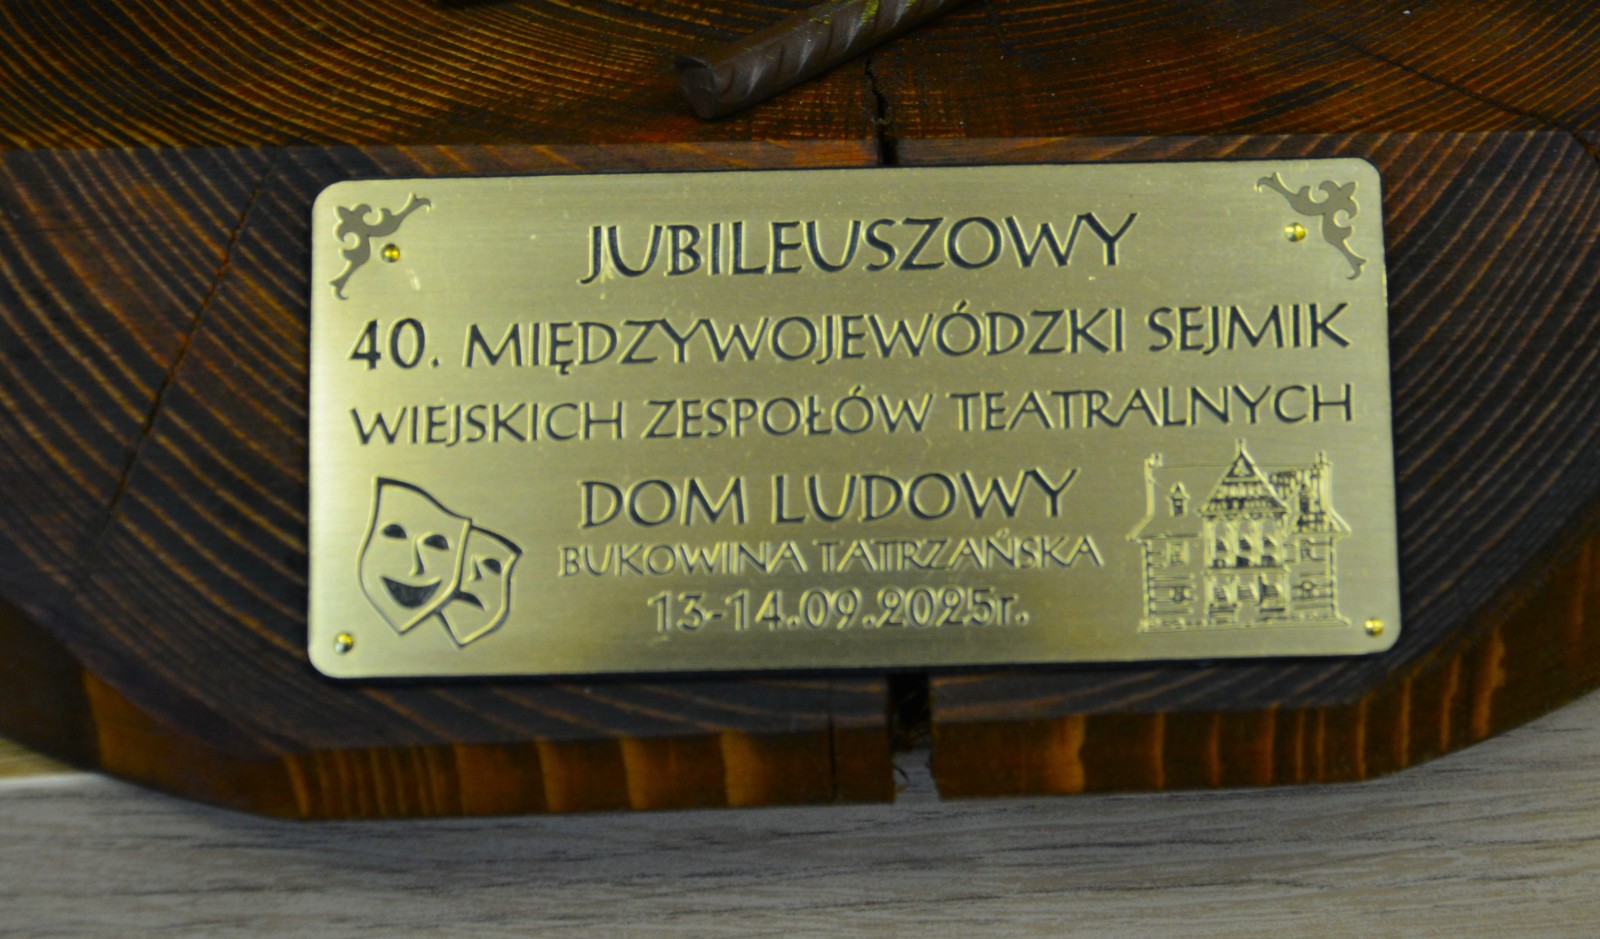 JUBILEUSZOWY
40. MIĘDZYWOJEWÓDZKI SEJMIK
WIEJSKICH ZESPOŁÓW TEATRALNYCH
DOM LUDOWY
BUKOWINA TATRZAŃSKA
13-14.09.2025r.